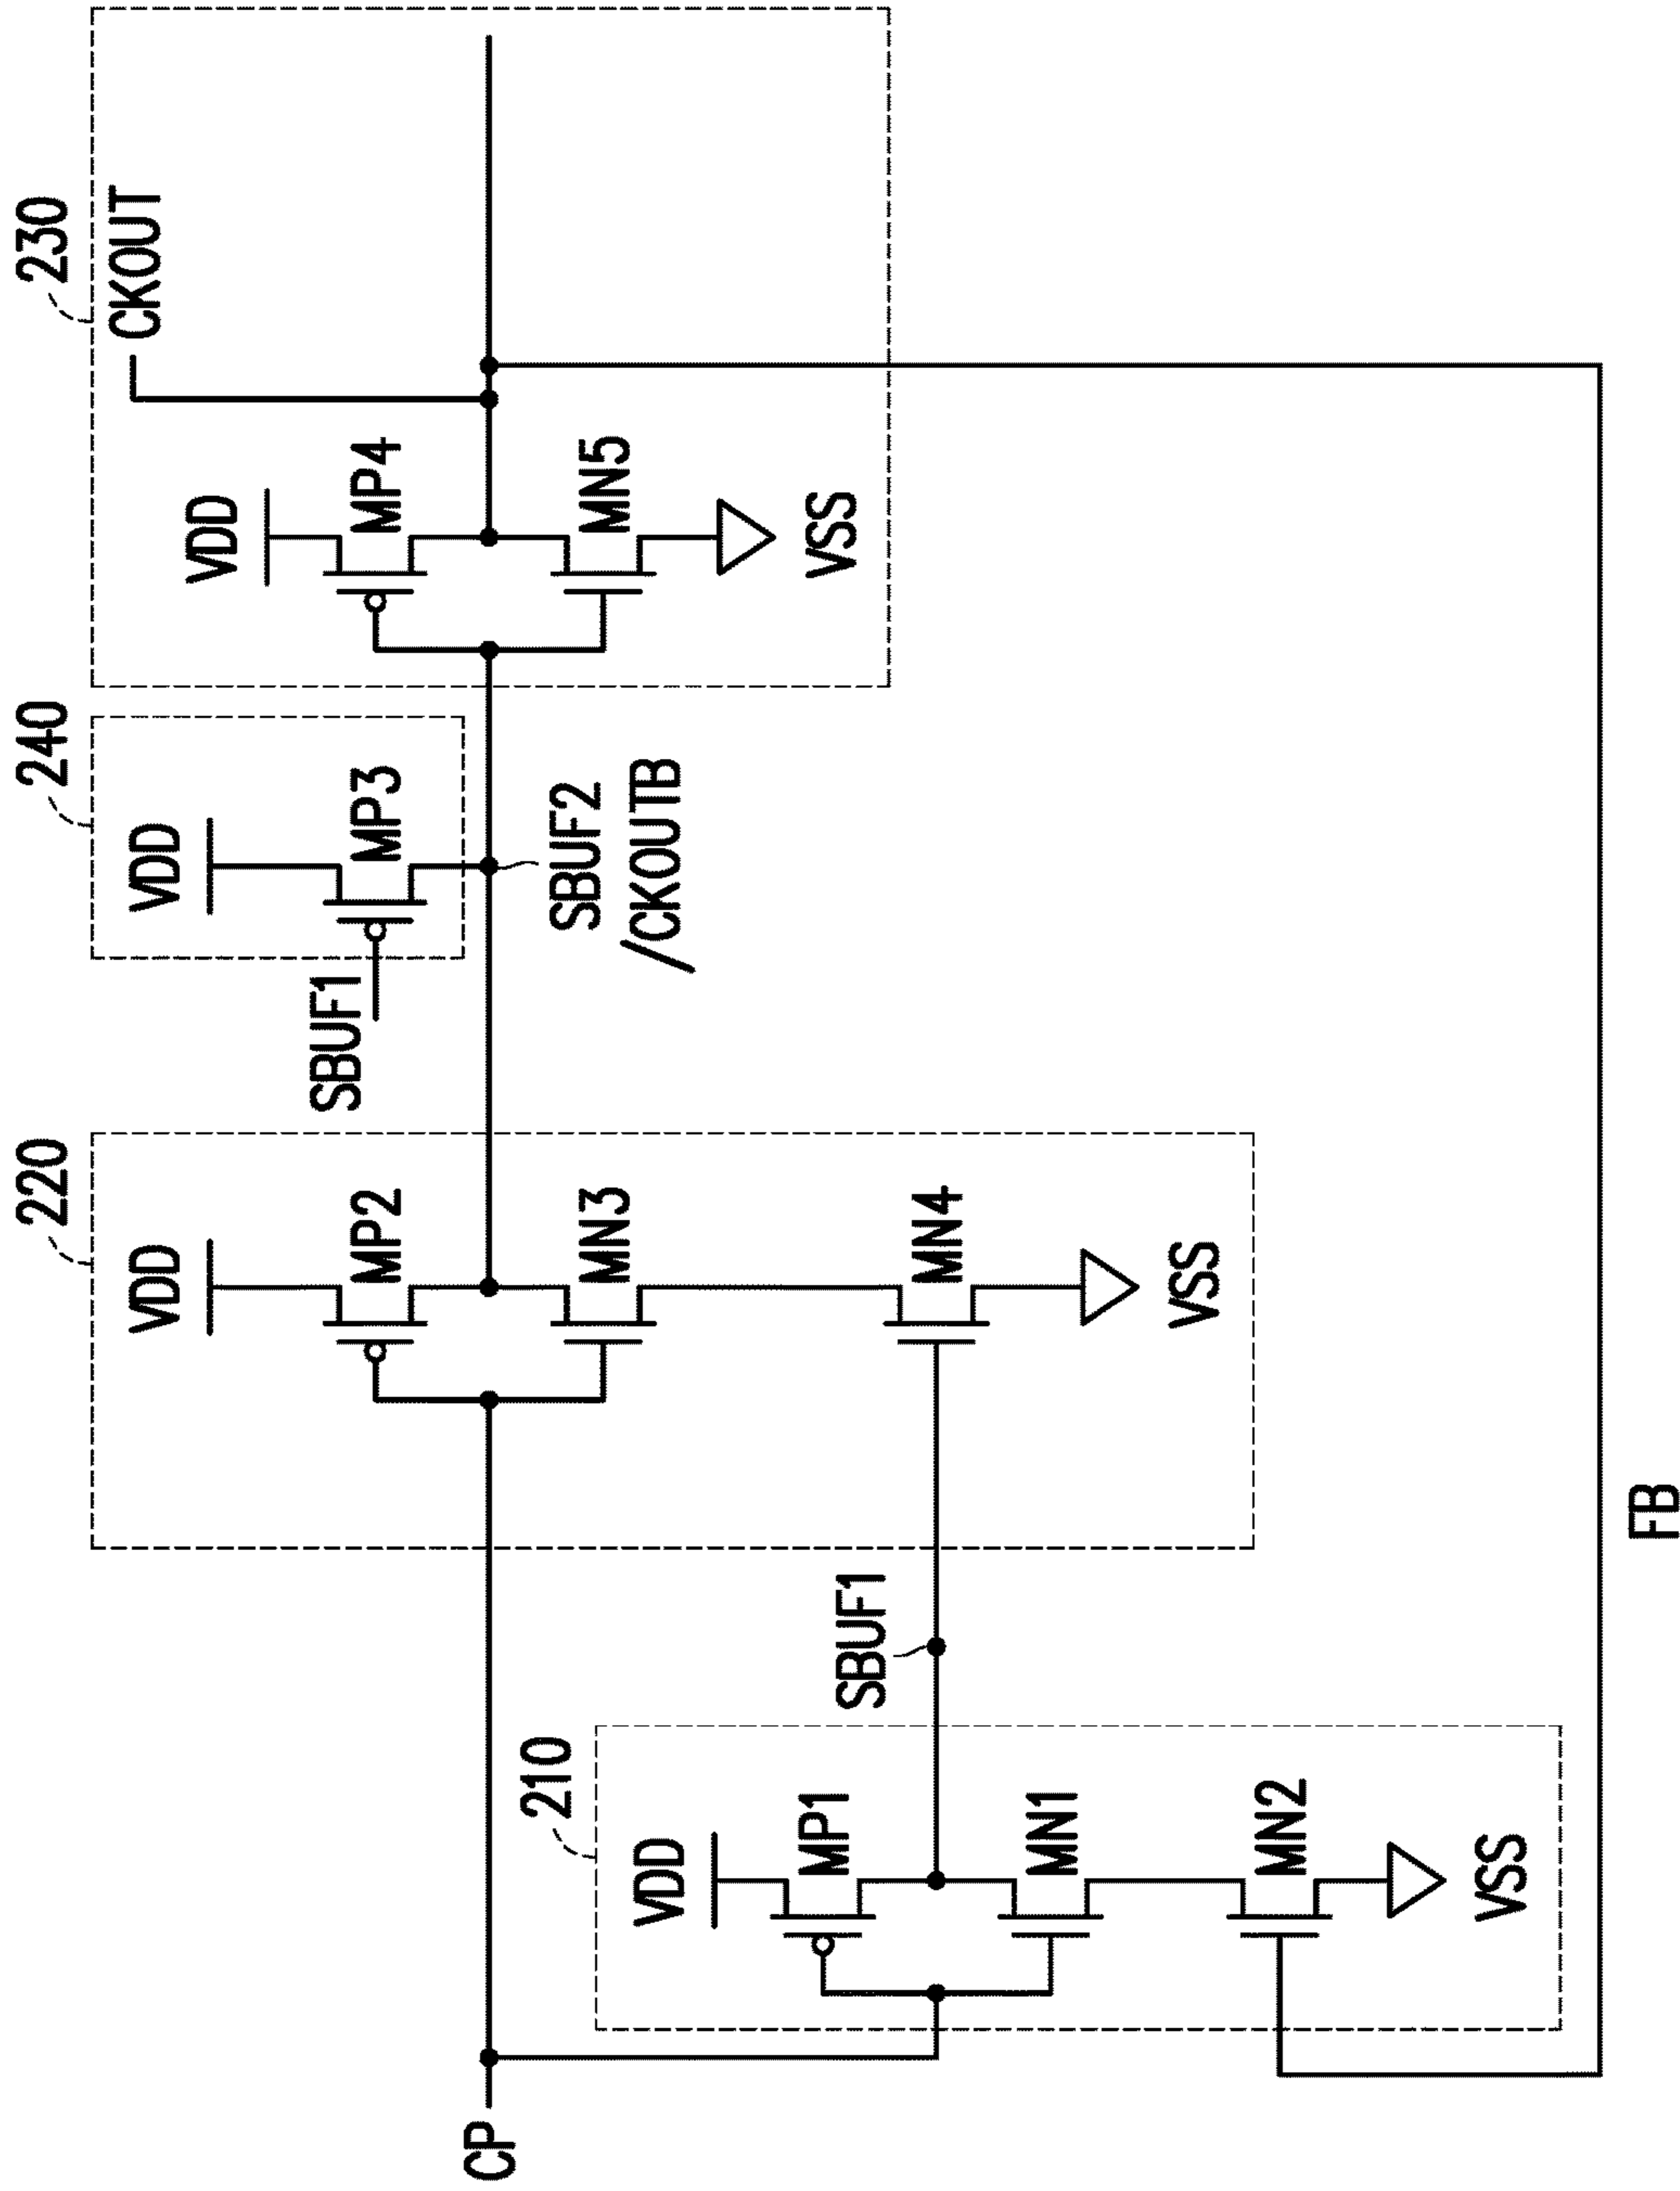 220
240
230
VDD
MP2
MN3
MN4
VSS
SBUF1
VDD
MP3
SBUF2
/CKOUTB
VDD
MP4
MN5
VSS
CKOUT
CP
210
VDD
MP1
MN1
MN2
VSS
SBUF1
FB